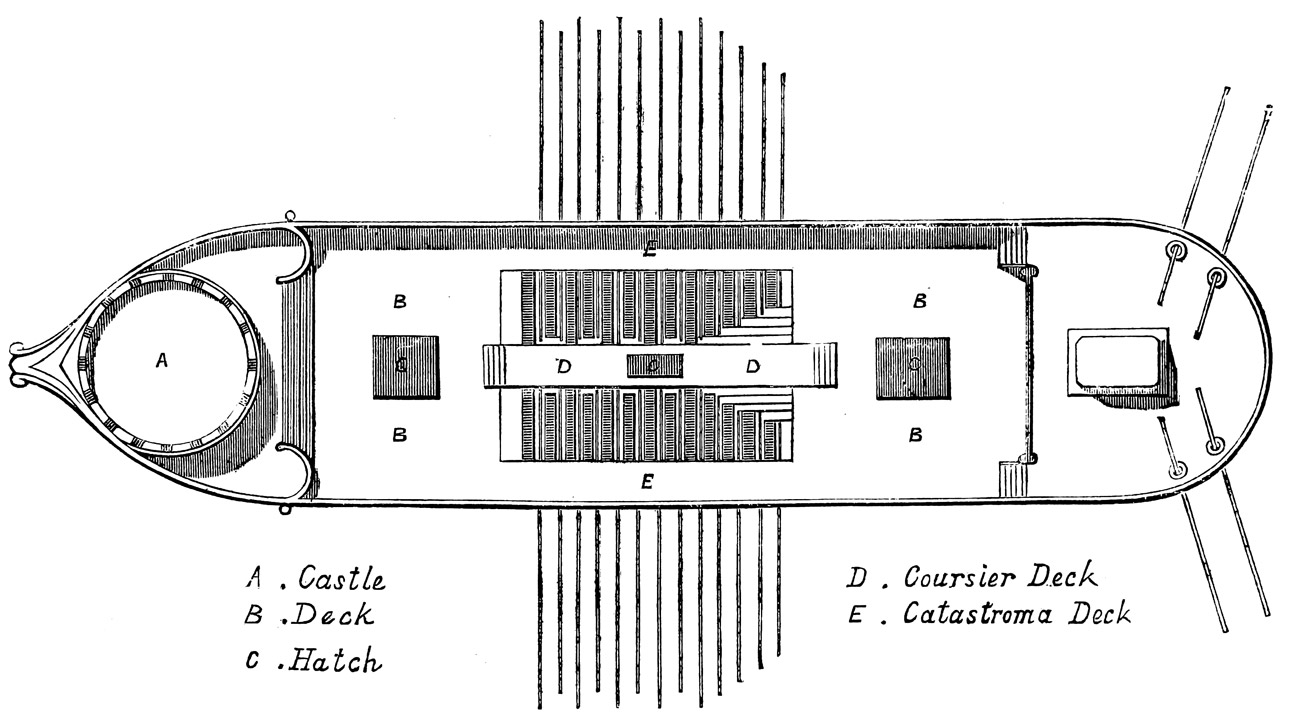 E
B
B
A
C
D
C
D
C
B
B
E
A . Castle
B . Deck
C . Hatch
D . Coursier Deck
E . Catastroma Deck